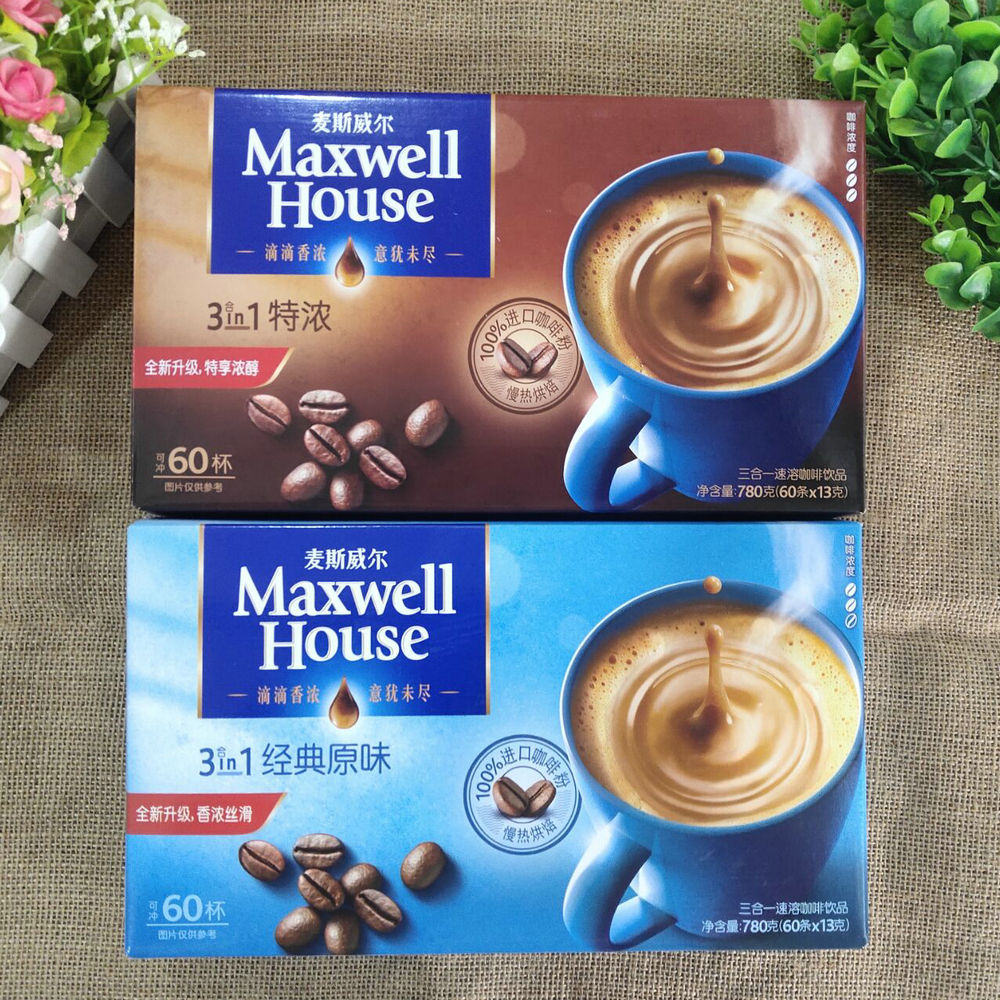 麦斯威尔
Maxwell
House
滴滴香浓 意犹未尽
3合in1 特浓
全新升级,特享浓醇
可冲60杯
图片仅供参考
100%进口咖啡粉
慢热烘焙
咖啡浓度
三合一速溶咖啡饮品
净含量:780克(60条x13克)
麦斯威尔
Maxwell
House
滴滴香浓 意犹未尽
3合in1 经典原味
全新升级,香浓丝滑
可冲60杯
图片仅供参考
100%进口咖啡粉
慢热烘焙
咖啡浓度
三合一速溶咖啡饮品
净含量:780克(60条x13克)